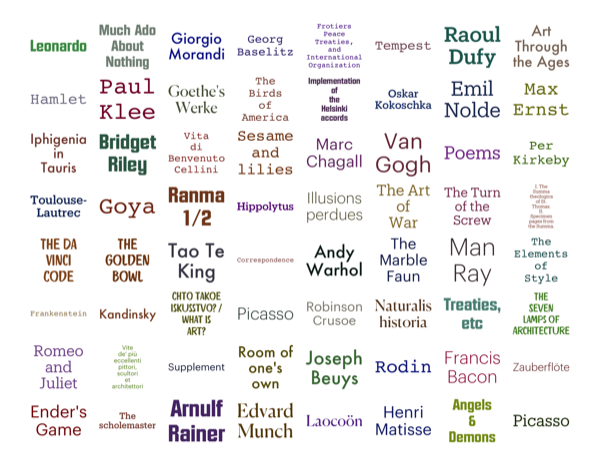 Leonardo
Much Ado
About
Nothing
Giorgio
Morandi
Georg
Baselitz
Frotiers
Peace
Treaties,
and
International
Organization
Tempest
Raoul
Dufy
Art
Through
the Ages
Hamlet
Paul
Klee
Goethe's
Werke
The
Birds
of
America
Implementation
of
the
Helsinki
accords
Oskar
Kokoschka
Emil
Nolde
Max
Ernst
Iphigenia
in
Tauris
Bridget
Riley
Vita
di
Benvenuto
Cellini
Sesame
and
lilies
Marc
Chagall
Van
Gogh
Poems
Per
Kirkeby
Toulouse-
Lautrec
Goya
Ranma
1/2
Hippolytus
Illusions
perdues
The Art
of
War
The Turn
of the
Screw
I. The
Summa
theologica
of St.
Thomas.
II.
Specimen
pages from
the Summa
THE DA
VINCI
CODE
THE
GOLDEN
BOWL
Tao Te
King
Correspondence
Andy
Warhol
The
Marble
Faun
Man
Ray
The
Elements
of
Style
Frankenstein
Kandinsky
CHTO TAKOE
ISKUSSTVO? /
WHAT IS
ART?
Picasso
Robinson
Crusoe
Naturalis
historia
Treaties,
etc
THE
SEVEN
LAMPS OF
ARCHITECTURE
Romeo
and
Juliet
Vite
de' più
eccellenti
pittori,
scultori
et
architettori
Supplement
Room of
one's
own
Joseph
Beuys
Rodin
Francis
Bacon
Zauberflöte
Ender's
Game
The
scholemaster
Arnulf
Rainer
Edvard
Munch
Laocoön
Henri
Matisse
Angels
&
Demons
Picasso